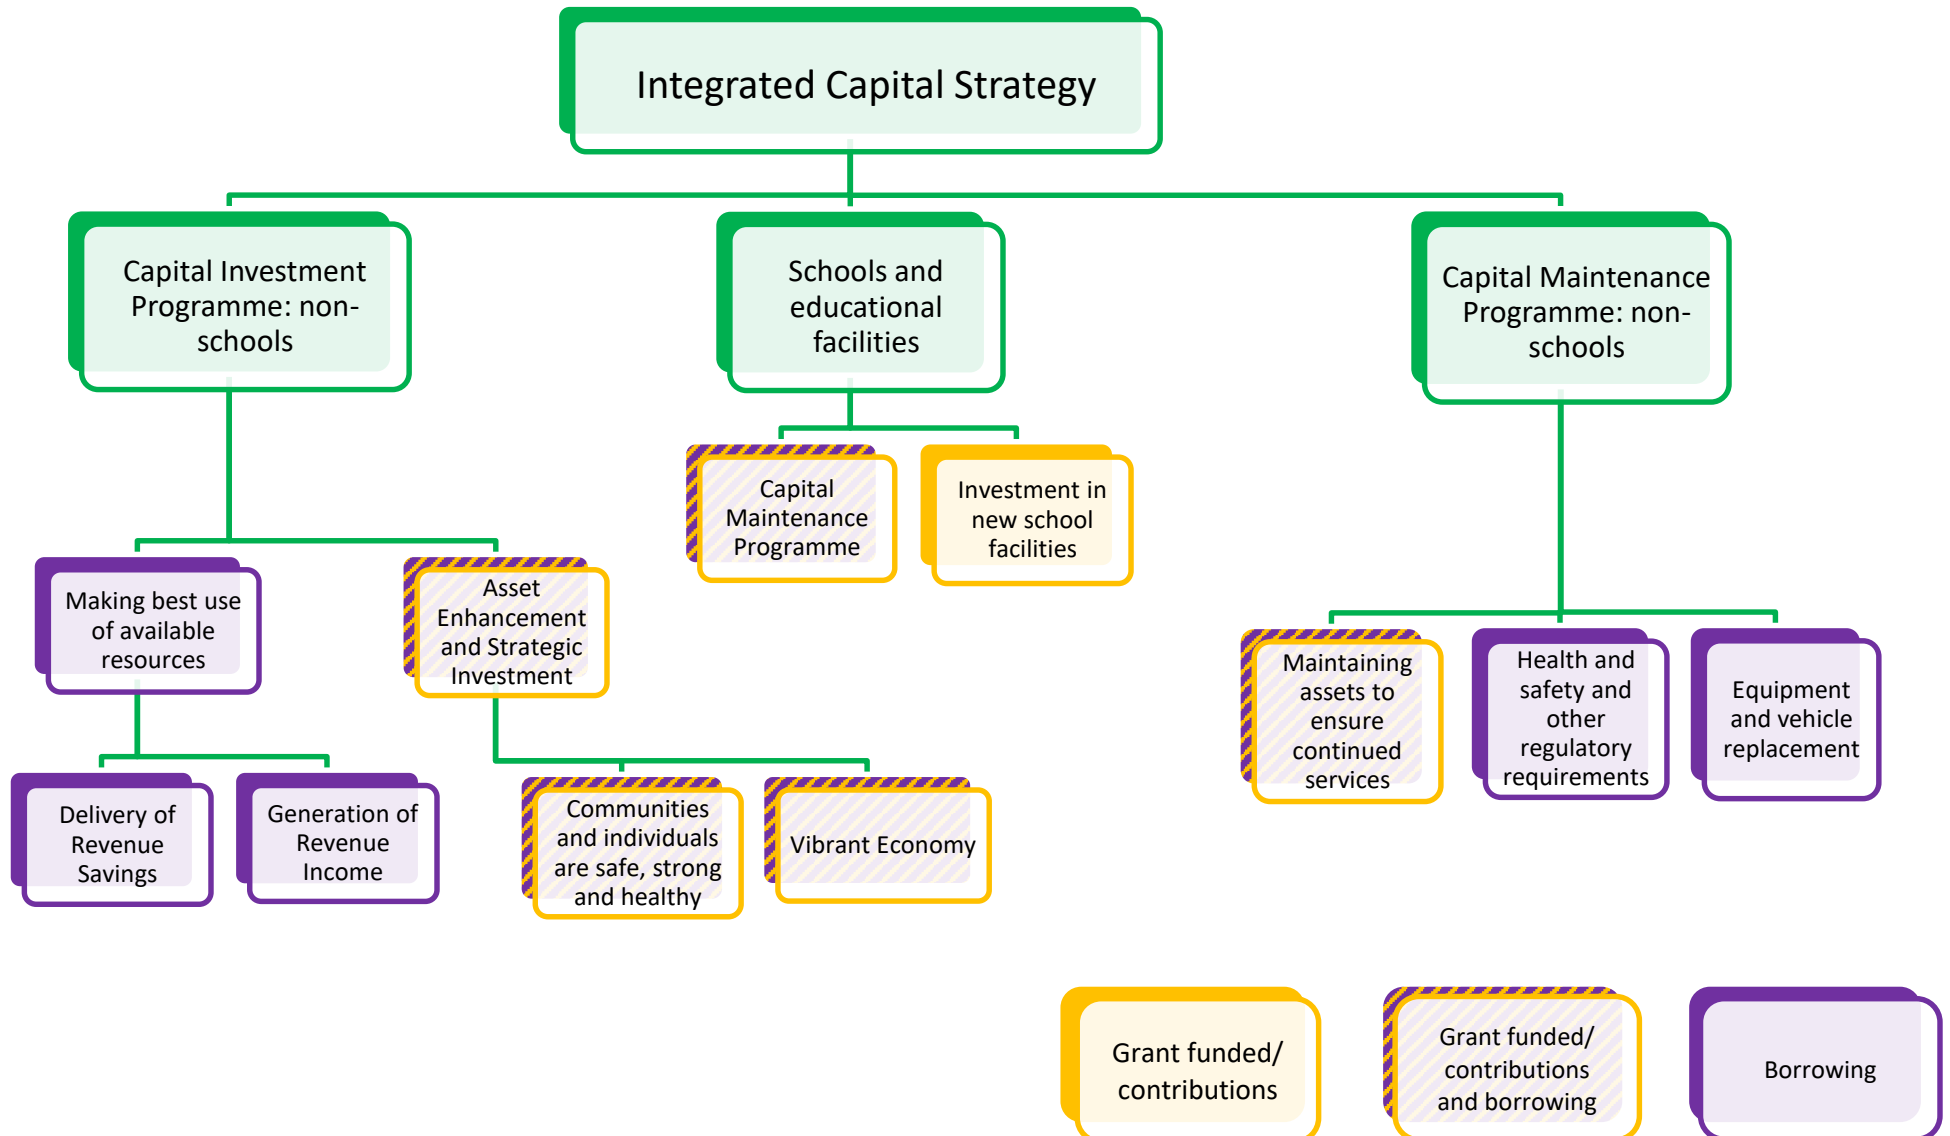 Integrated Capital Strategy
Capital Investment
Programme: non-
schools
Schools and
educational
facilities
Capital Maintenance
Programme: non-
schools
Capital
Maintenance
Programme
Investment in
new school
facilities
Making best use
of available
resources
Asset
Enhancement
and Strategic
Investment
Maintaining
assets to
ensure
continued
services
Health and
safety and
other
regulatory
requirements
Equipment
and vehicle
replacement
Delivery of
Revenue
Savings
Generation of
Revenue
Income
Communities
and individuals
are safe, strong
and healthy
Vibrant Economy
Grant funded/
contributions
Grant funded/
contributions
and borrowing
Borrowing